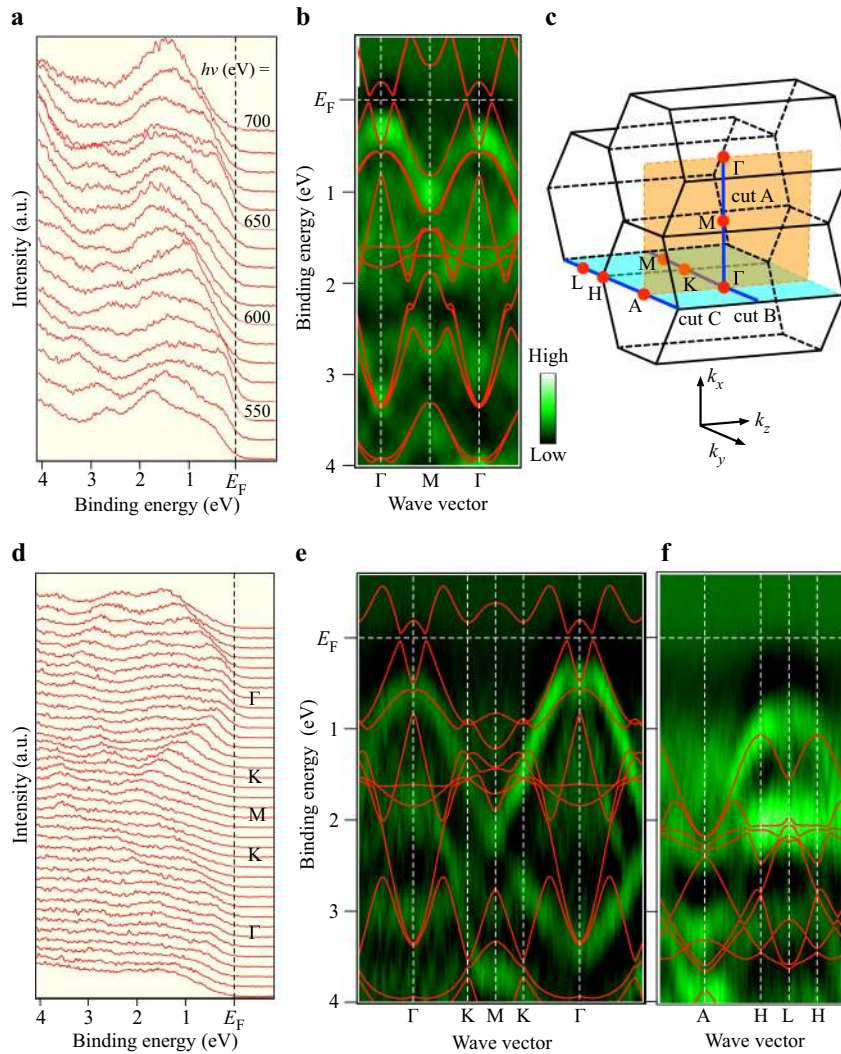 a
hν (eV) =
700
650
600
550
Intensity (a.u.)
4 3 2 1 E_F
Binding energy (eV)
b
E_F
1
2
3
4
Binding energy (eV)
Γ M Γ
Wave vector
High
Low
c
Γ
cut A
M
M
L
K
Γ
H
A
cut C
cut B
k_x
k_z
k_y
d
Γ
K
M
K
Γ
Intensity (a.u.)
4 3 2 1 E_F
Binding energy (eV)
e
E_F
1
2
3
4
Binding energy (eV)
Γ K M K Γ
Wave vector
f
A H L H
Wave vector